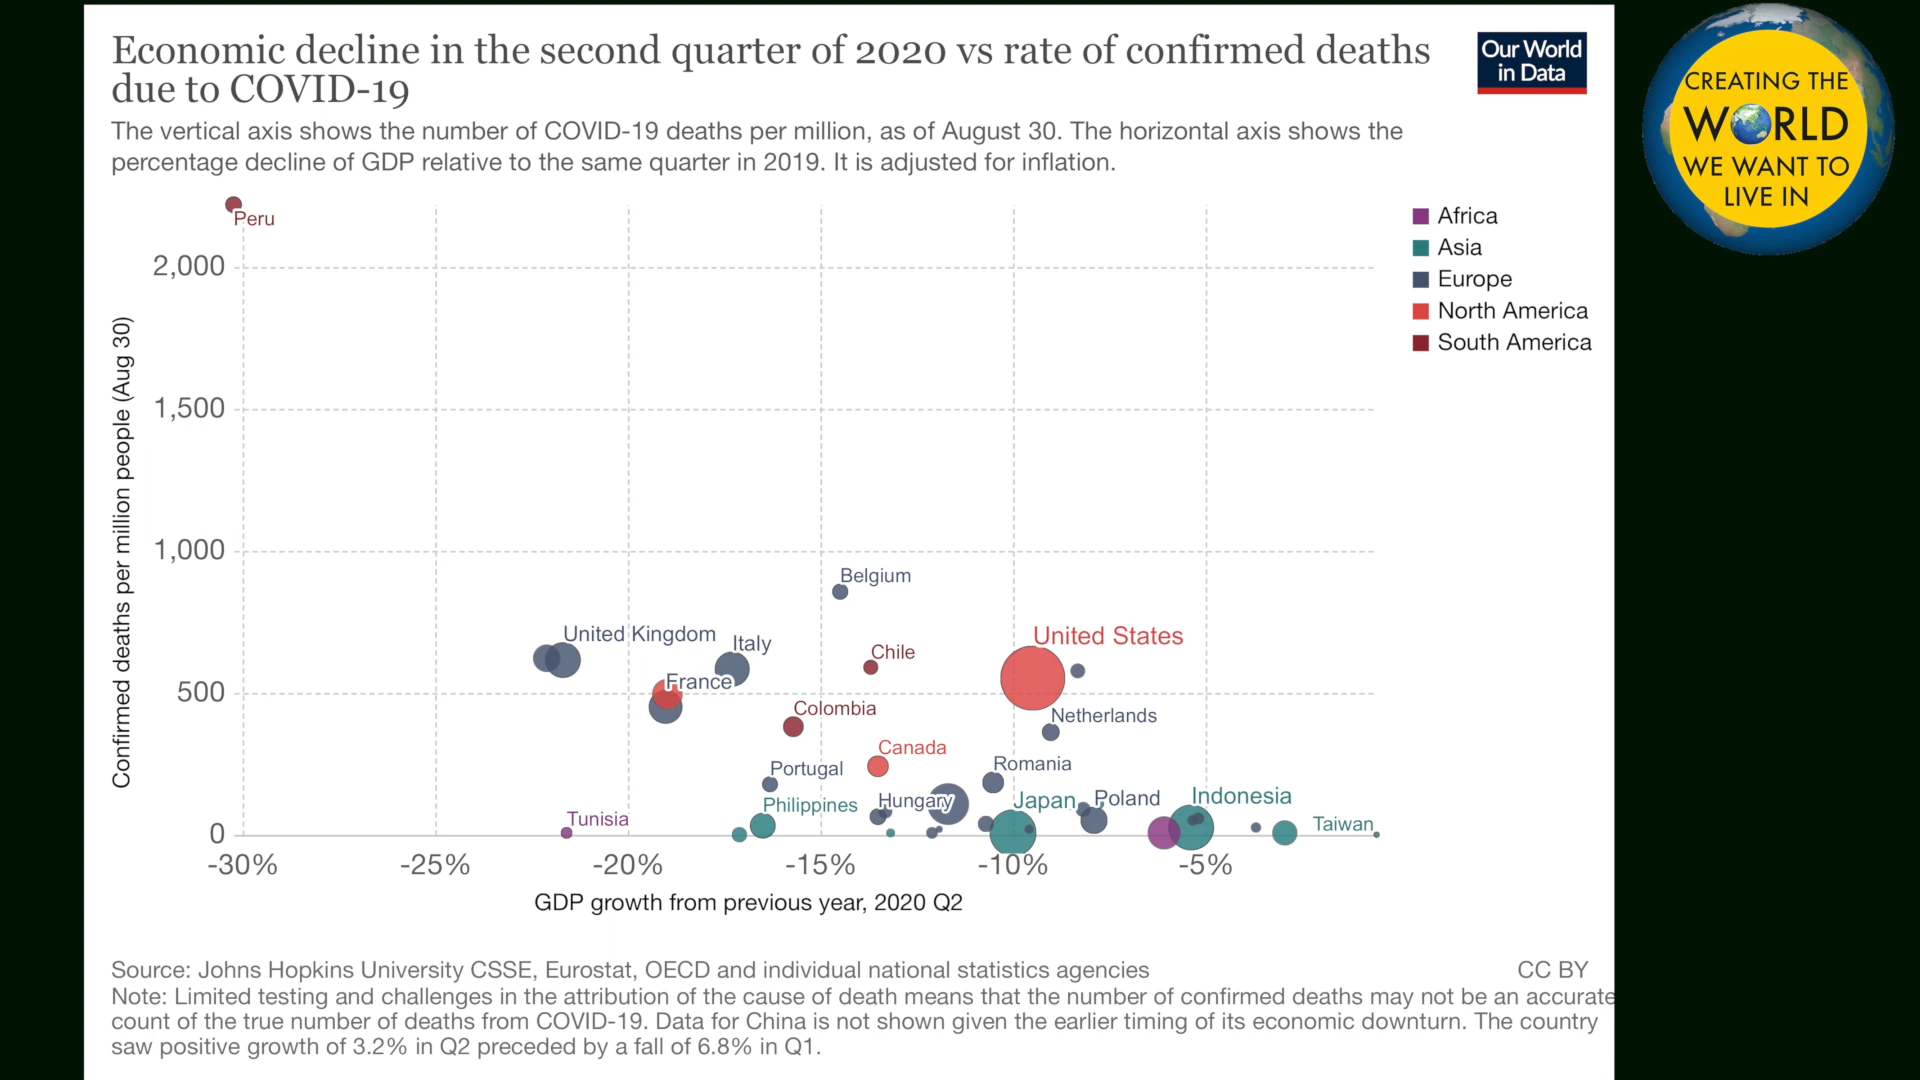 Economic decline in the second quarter of 2020 vs rate of confirmed deaths
due to COVID-19
Our World
in Data
The vertical axis shows the number of COVID-19 deaths per million, as of August 30. The horizontal axis shows the
percentage decline of GDP relative to the same quarter in 2019. It is adjusted for inflation.
CREATING THE
WORLD
WE WANT TO
LIVE IN
Africa
Asia
Europe
North America
South America
Confirmed deaths per million people (Aug 30)
2,000
1,500
1,000
500
0
Peru
Belgium
United Kingdom
Italy
Chile
United States
France
Colombia
Netherlands
Canada
Portugal
Romania
Philippines
Hungary
Japan
Poland
Indonesia
Tunisia
Taiwan
-30%
-25%
-20%
-15%
-10%
-5%
GDP growth from previous year, 2020 Q2
Source: Johns Hopkins University CSSE, Eurostat, OECD and individual national statistics agencies
CC BY
Note: Limited testing and challenges in the attribution of the cause of death means that the number of confirmed deaths may not be an accurate
count of the true number of deaths from COVID-19. Data for China is not shown given the earlier timing of its economic downturn. The country
saw positive growth of 3.2% in Q2 preceded by a fall of 6.8% in Q1.